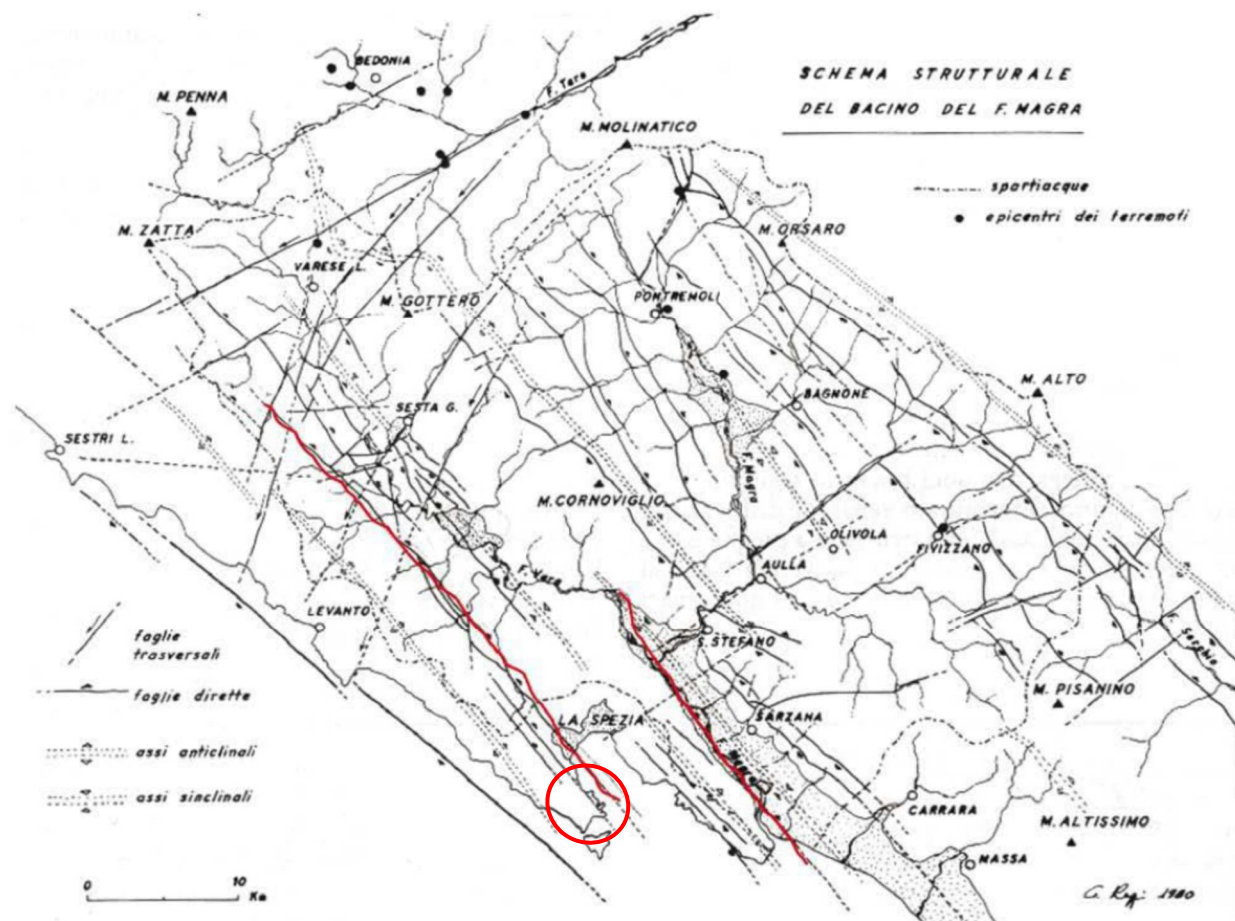 SCHEMA STRUTTURALE
DEL BACINO DEL F. MAGRA
spartiacque
epicentri dei terremoti
BEDONIA
M. PENNA
F. Taro
M. MOLINATICO
M. ZATTA
M. ORSARO
VARESE L.
M. GOTTERO
PONTREMOLI
M. ALTO
BAGNONE
SESTA G.
SESTRI L.
F. Magra
M. CORNOVIGLIO
OLIVOLA
FIVIZZANO
F. Vara
AULLA
LEVANTO
S. STEFANO
F. Serchio
M. PISANINO
LA SPEZIA
SARZANA
CARRARA
M. ALTISSIMO
MASSA
faglie
trasversali
faglie dirette
assi anticlinali
assi sinclinali
0 10
Km
1980